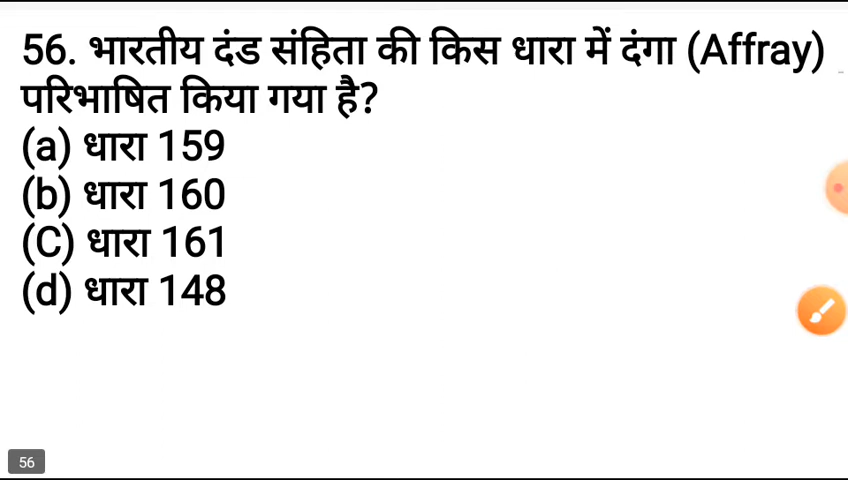 56. भारतीय दंड संहिता की किस धारा में दंगा (Affray)
परिभाषित किया गया है?
(a) धारा 159
(b) धारा 160
(C) धारा 161
(d) धारा 148
56